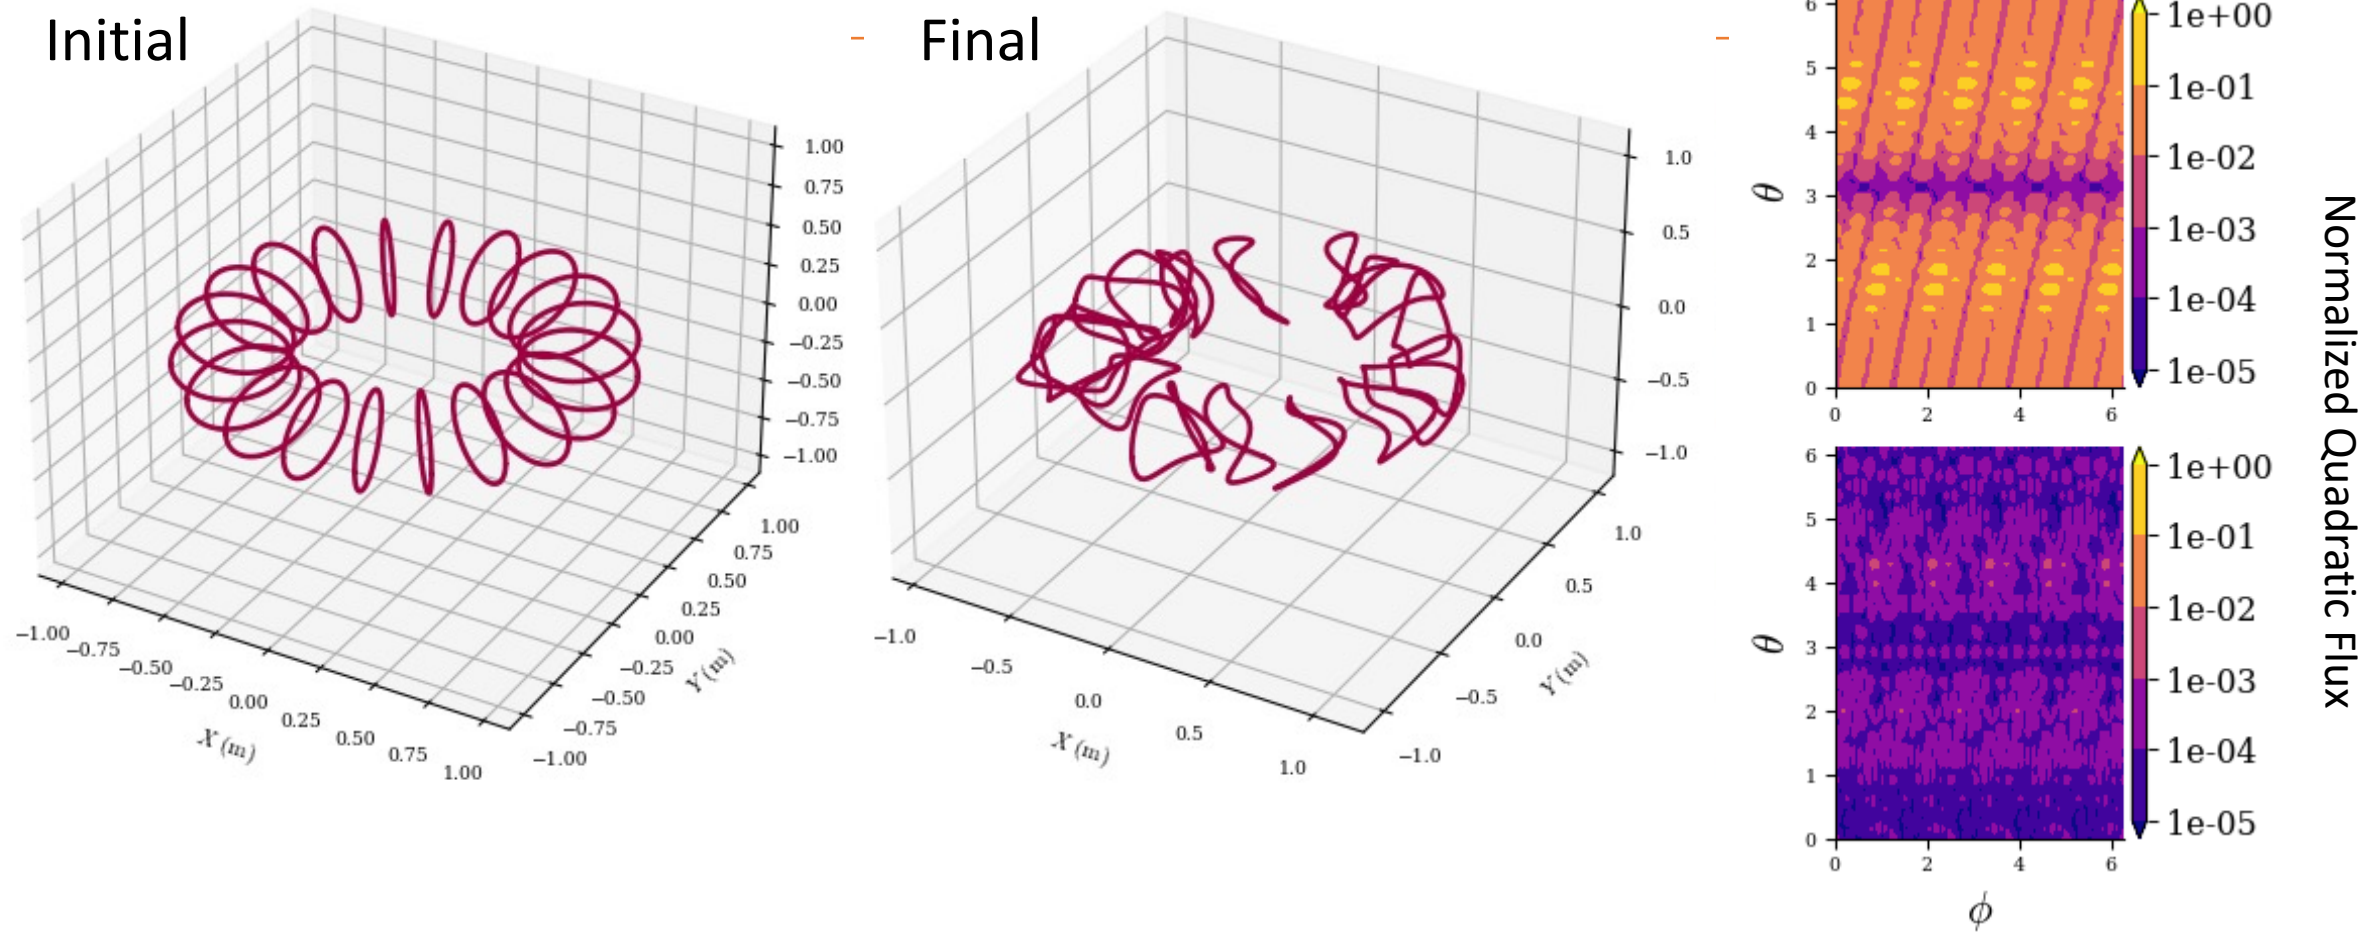 Initial
1.00
0.75
0.50
0.25
0.00
−0.25
−0.50
−0.75
−1.00
1.00
0.75
0.50
0.25
0.00
−0.25
−0.50
−0.75
−1.00
Y (m)
−1.00
−0.75
−0.50
−0.25
0.00
0.25
0.50
0.75
1.00
X (m)
Final
1.0
0.5
0.0
−0.5
−1.0
1.0
0.5
0.0
−0.5
−1.0
Y (m)
−1.0
−0.5
0.0
0.5
1.0
X (m)
6
5
4
3
2
1
0
θ
0 2 4 6
1e+00
1e-01
1e-02
1e-03
1e-04
1e-05
6
5
4
3
2
1
0
θ
0 2 4 6
ϕ
1e+00
1e-01
1e-02
1e-03
1e-04
1e-05
Normalized Quadratic Flux